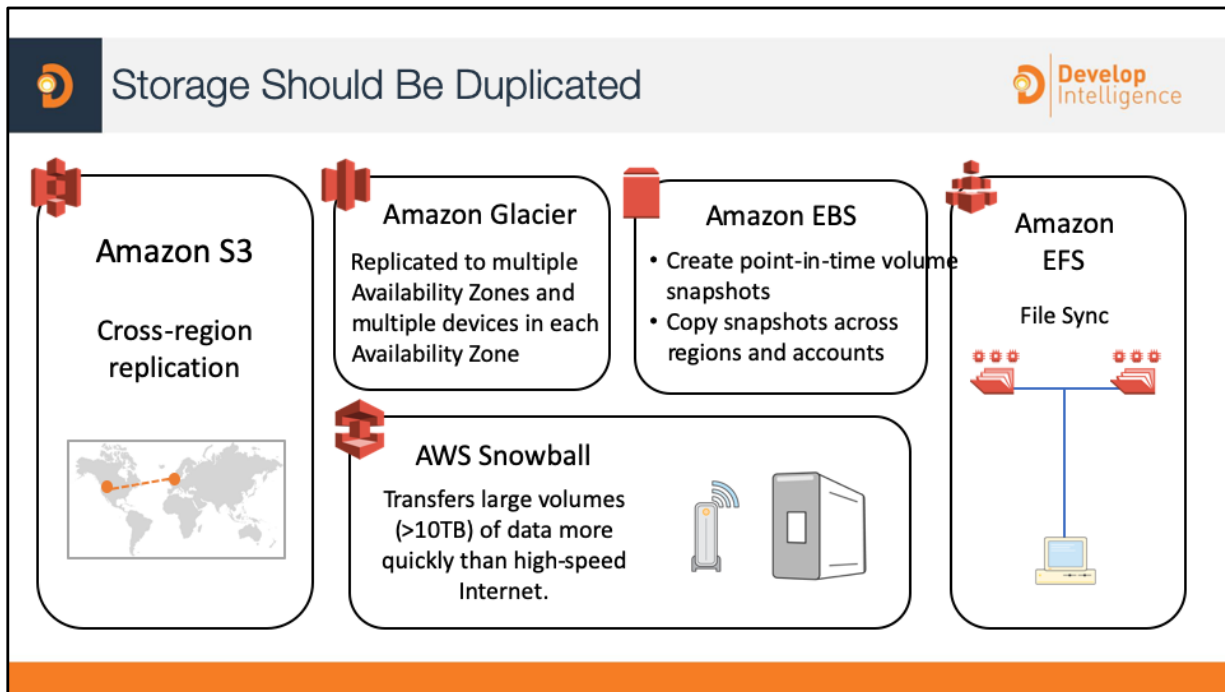 Storage Should Be Duplicated
Develop
Intelligence
Amazon S3
Cross-region
replication
Amazon Glacier
Replicated to multiple
Availability Zones and
multiple devices in each
Availability Zone
Amazon EBS
• Create point-in-time volume
snapshots
• Copy snapshots across
regions and accounts
AWS Snowball
Transfers large volumes
(>10TB) of data more
quickly than high-speed
Internet.
Amazon
EFS
File Sync